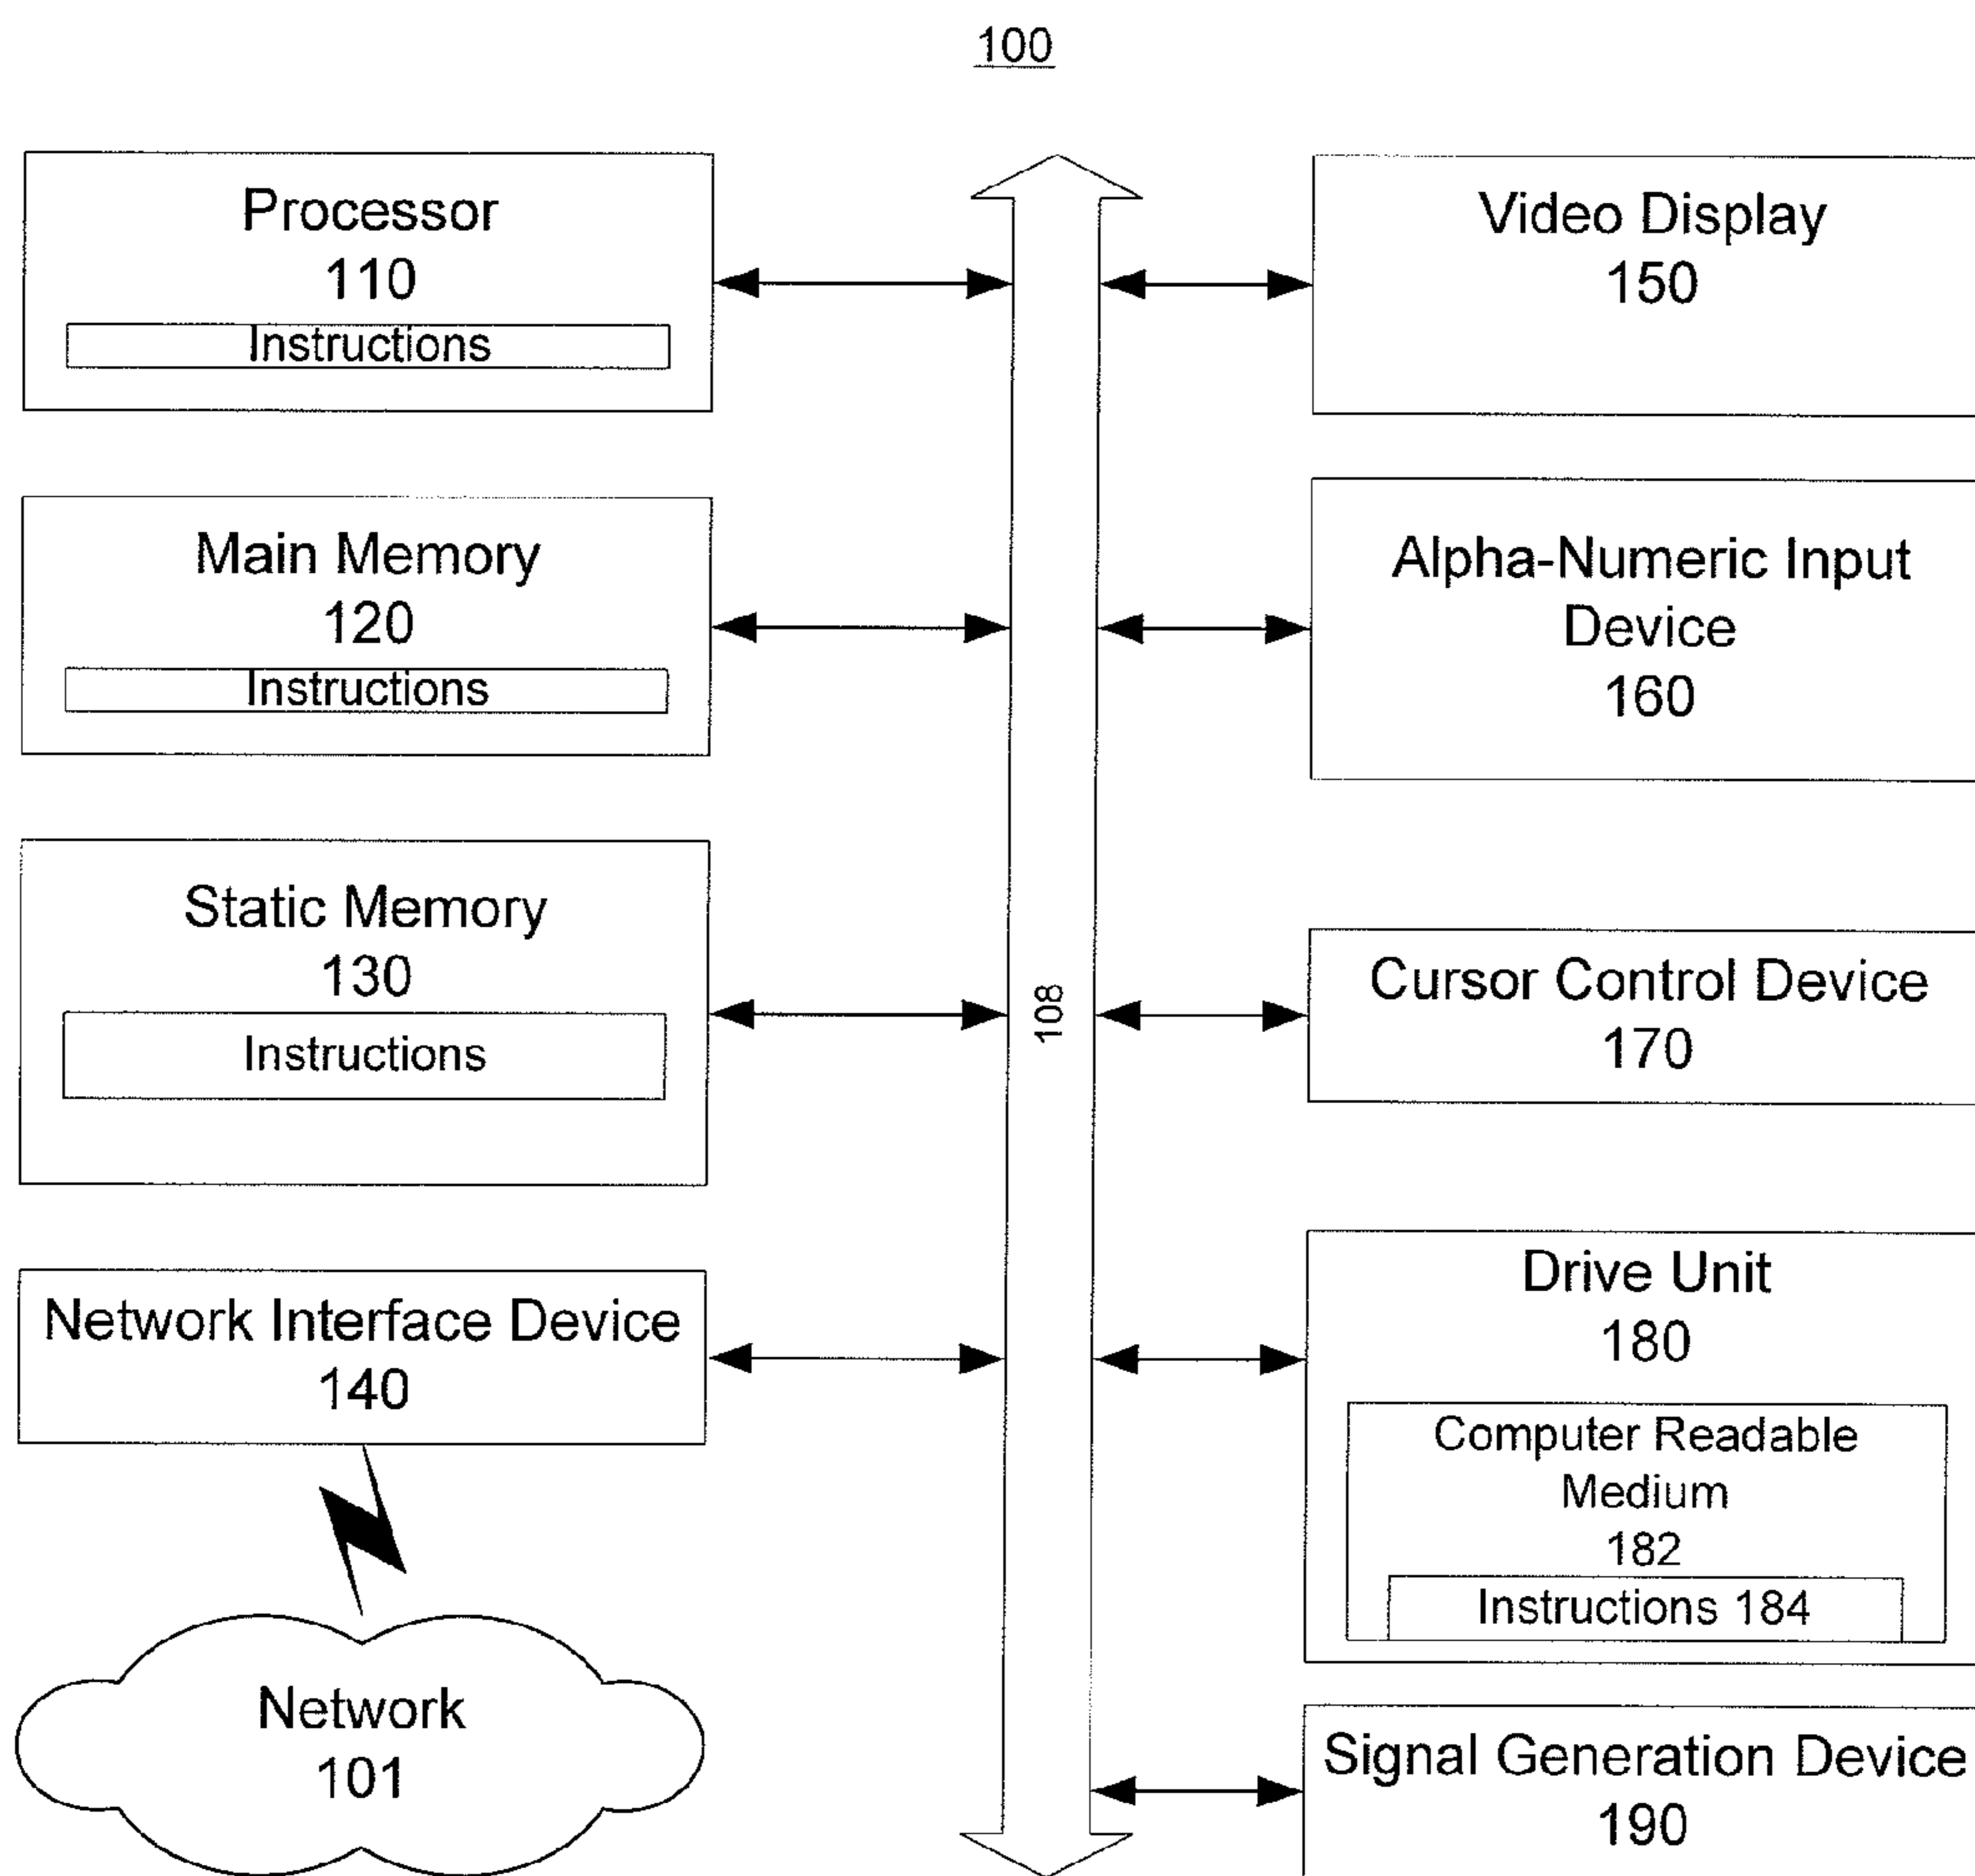 100
Processor
110
Instructions
Main Memory
120
Instructions
Static Memory
130
Instructions
Network Interface Device
140
Network
101
108
Video Display
150
Alpha-Numeric Input
Device
160
Cursor Control Device
170
Drive Unit
180
Computer Readable
Medium
182
Instructions 184
Signal Generation Device
190